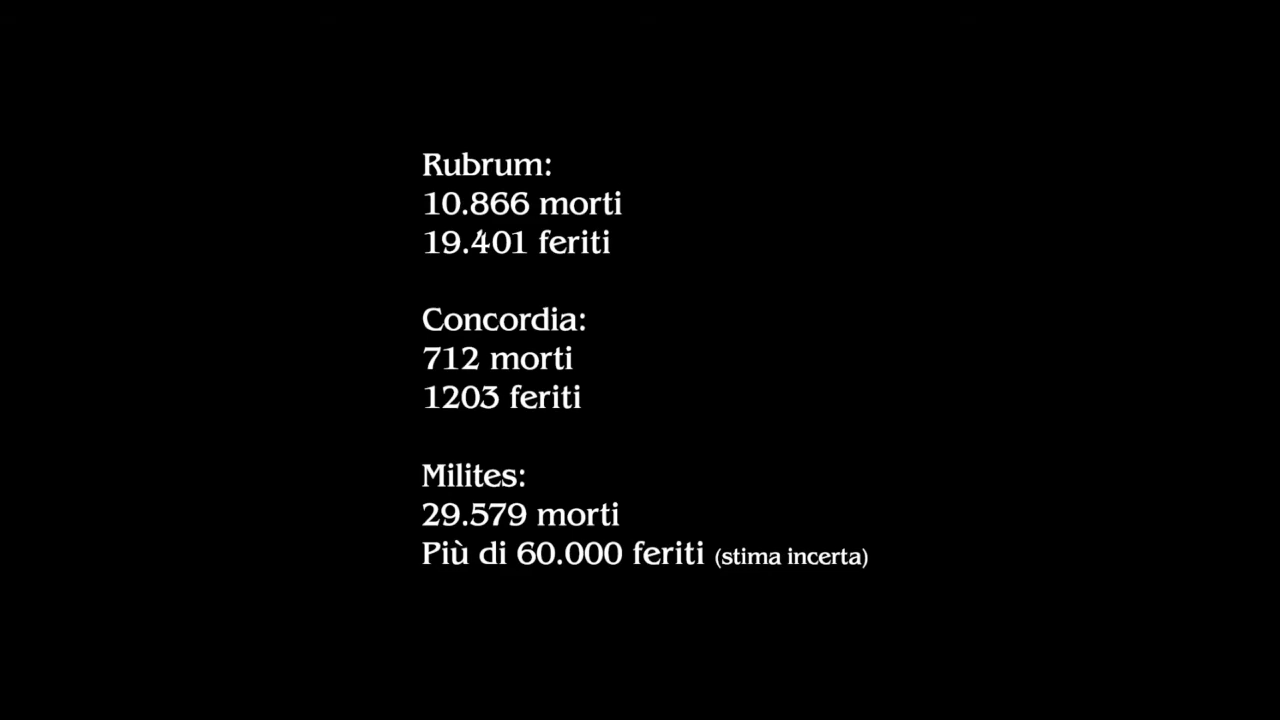 Rubrum:
10.866 morti
19.401 feriti
Concordia:
712 morti
1203 feriti
Milites:
29.579 morti
Più di 60.000 feriti (stima incerta)